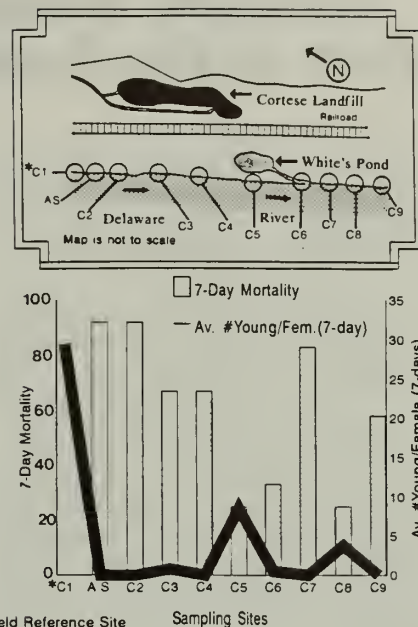 N
Cortese Landfill
Railroad
*C1
White's Pond
AS
C2
Delaware
C3
C4
River
C5
C6
C7
C8
C9
Map is not to scale
7-Day Mortality
Av. #Young/Fem.(7-day)
100
80
60
40
20
0
7-Day Mortality
35
30
25
20
15
10
5
0
Av. #Young/Female (7-days)
*C1 AS C2 C3 C4 C5 C6 C7 C8 C9
eld Reference Site
Sampling Sites